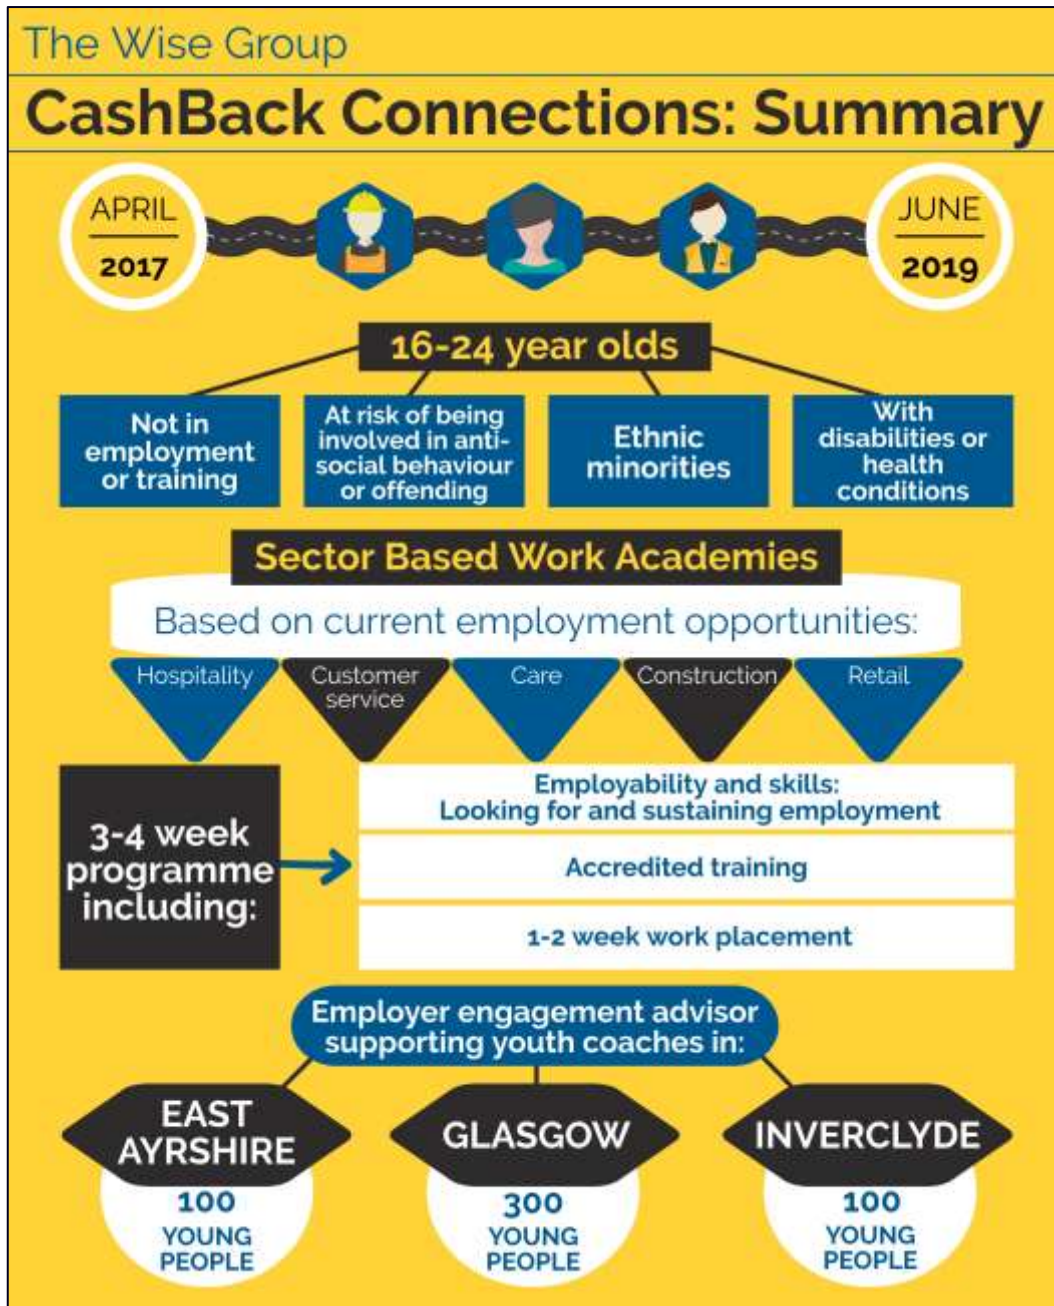 The Wise Group
CashBack Connections: Summary
APRIL
2017
JUNE
2019
16-24 year olds
Not in
employment
or training
At risk of being
involved in anti-
social behaviour
or offending
Ethnic
minorities
With
disabilities or
health
conditions
Sector Based Work Academies
Based on current employment opportunities:
Hospitality
Customer
service
Care
Construction
Retail
3-4 week
programme
including:
Employability and skills:
Looking for and sustaining employment
Accredited training
1-2 week work placement
Employer engagement advisor
supporting youth coaches in:
EAST
AYRSHIRE
100
YOUNG
PEOPLE
GLASGOW
300
YOUNG
PEOPLE
INVERCLYDE
100
YOUNG
PEOPLE